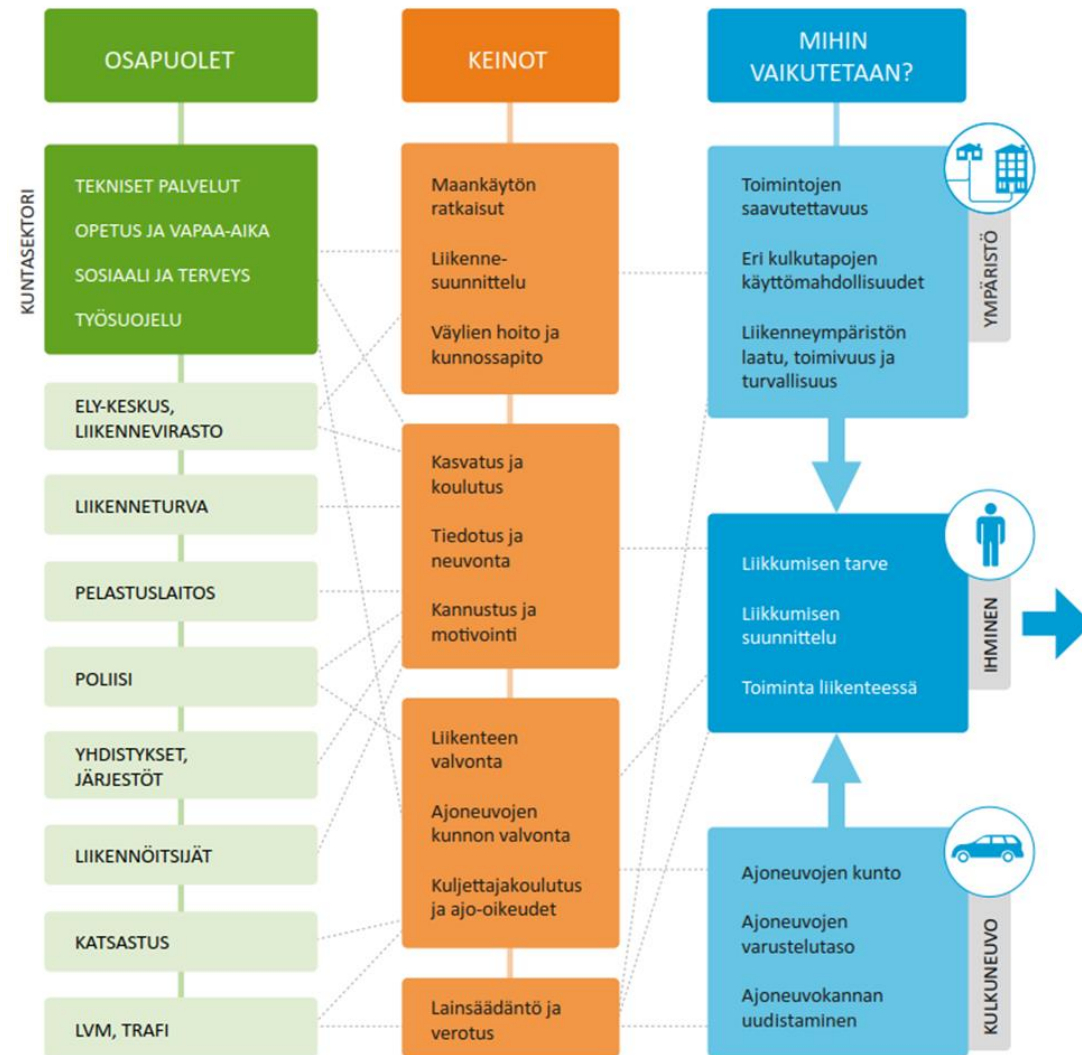 OSAPUOLET
KUNTASEKTORI
TEKNISET PALVELUT
OPETUS JA VAPAA-AIKA
SOSIAALI JA TERVEYS
TYÖSUOJELU
ELY-KESKUS,
LIIKENNEVIRASTO
LIIKENNETURVA
PELASTUSLAITOS
POLIISI
YHDISTYKSET,
JÄRJESTÖT
LIIKENNÖITSIJÄT
KATSASTUS
LVM, TRAFI
KEINOT
Maankäytön
ratkaisut
Liikenne-
suunnittelu
Väylien hoito ja
kunnossapito
Kasvatus ja
koulutus
Tiedotus ja
neuvonta
Kannustus ja
motivointi
Liikenteen
valvonta
Ajoneuvojen
kunnon valvonta
Kuljettajakoulutus
ja ajo-oikeudet
Lainsäädäntö ja
verotus
MIHIN
VAIKUTETAAN?
Toimintojen
saavutettavuus
Eri kulkutapojen
käyttömahdollisuudet
Liikenneympäristön
laatu, toimivuus ja
turvallisuus
YMPÄRISTÖ
Liikkumisen tarve
Liikkumisen
suunnittelu
Toiminta liikenteessä
IHMINEN
Ajoneuvojen kunto
Ajoneuvojen
varustelutaso
Ajoneuvokannan
uudistaminen
KULKUNEUVO